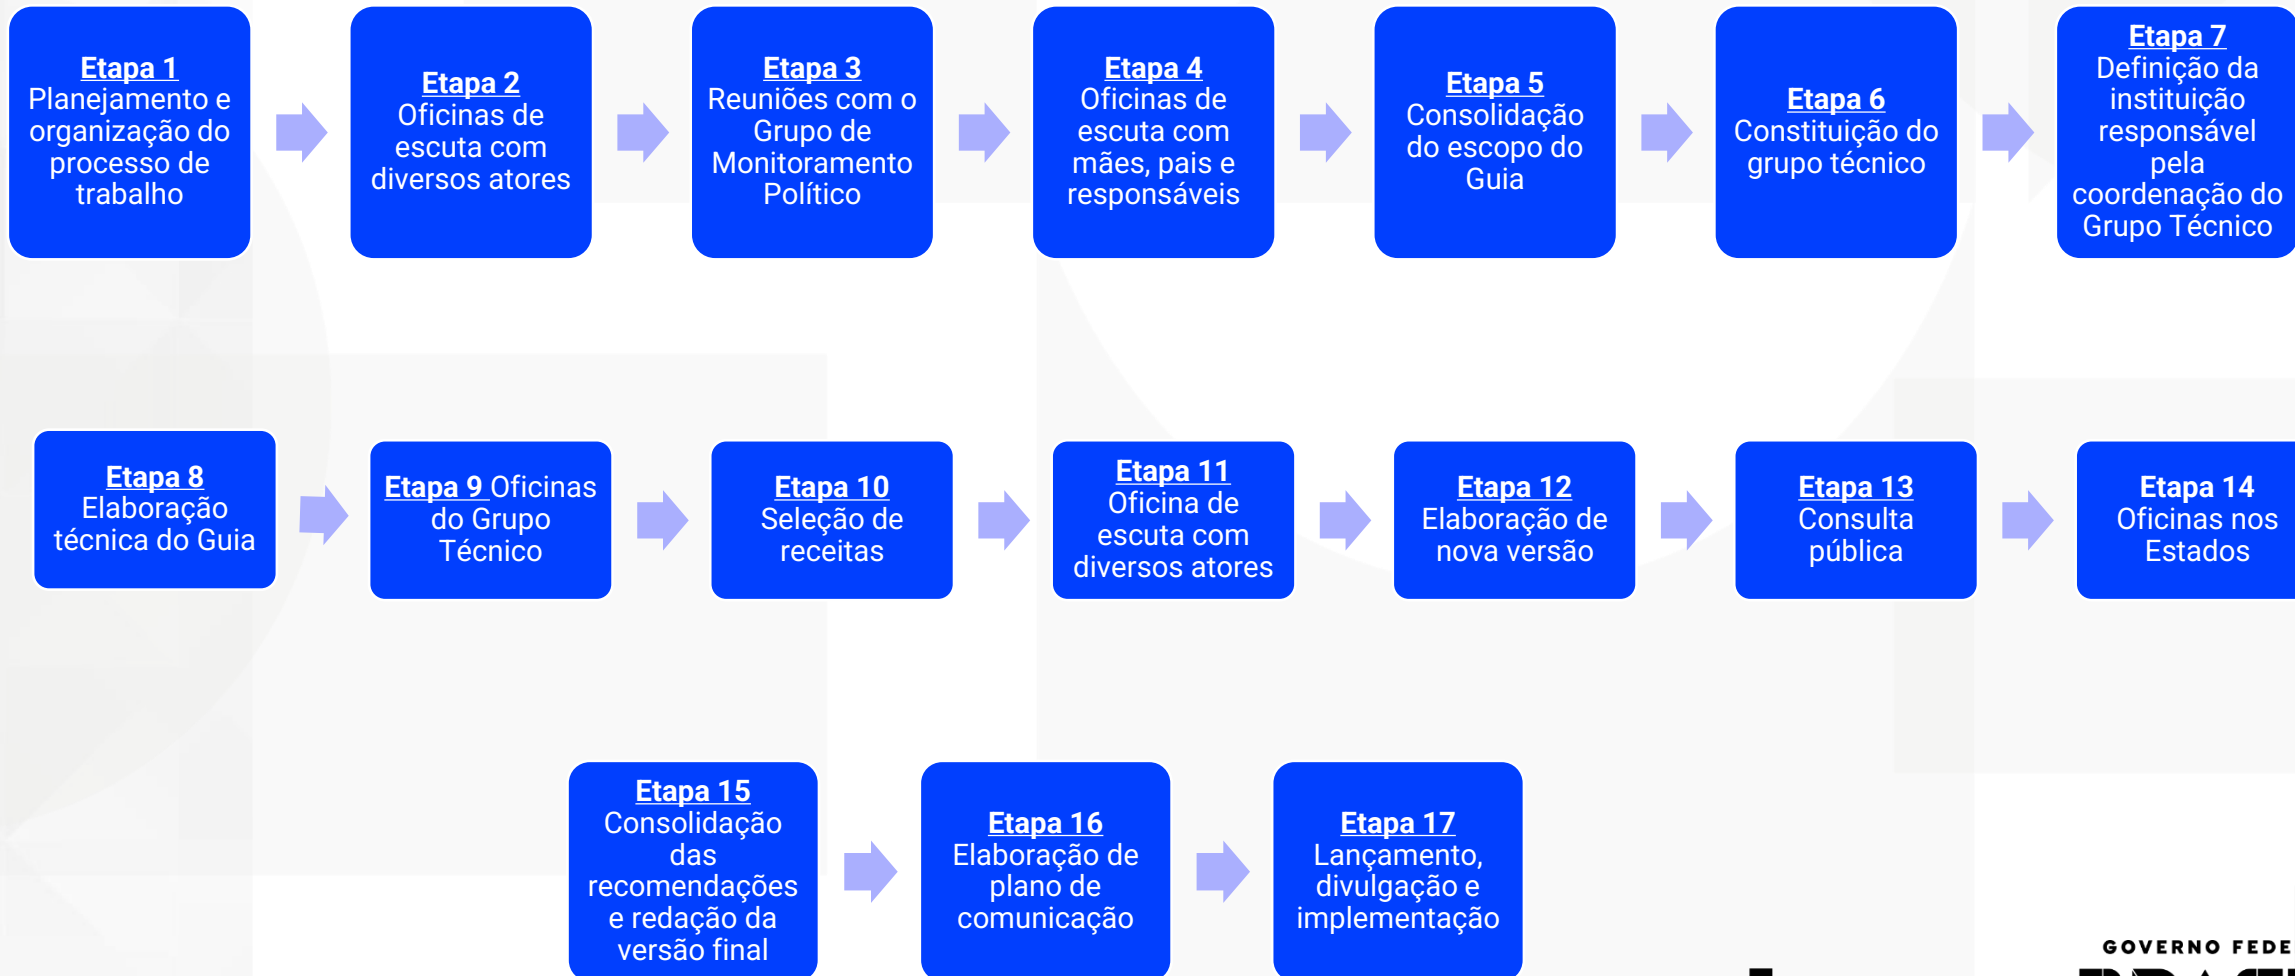 Etapa 1
Planejamento e
organização do
processo de
trabalho
Etapa 2
Oficinas de
escuta com
diversos atores
Etapa 3
Reuniões com o
Grupo de
Monitoramento
Político
Etapa 4
Oficinas de
escuta com
mães, pais e
responsáveis
Etapa 5
Consolidação
do escopo do
Guia
Etapa 6
Constituição do
grupo técnico
Etapa 7
Definição da
instituição
responsável
pela
coordenação do
Grupo Técnico
Etapa 8
Elaboração
técnica do Guia
Etapa 9 Oficinas
do Grupo
Técnico
Etapa 10
Seleção de
receitas
Etapa 11
Oficina de
escuta com
diversos atores
Etapa 12
Elaboração de
nova versão
Etapa 13
Consulta
pública
Etapa 14
Oficinas nos
Estados
Etapa 15
Consolidação
das
recomendações
e redação da
versão final
Etapa 16
Elaboração de
plano de
comunicação
Etapa 17
Lançamento,
divulgação e
implementação
GOVERNO FEDE